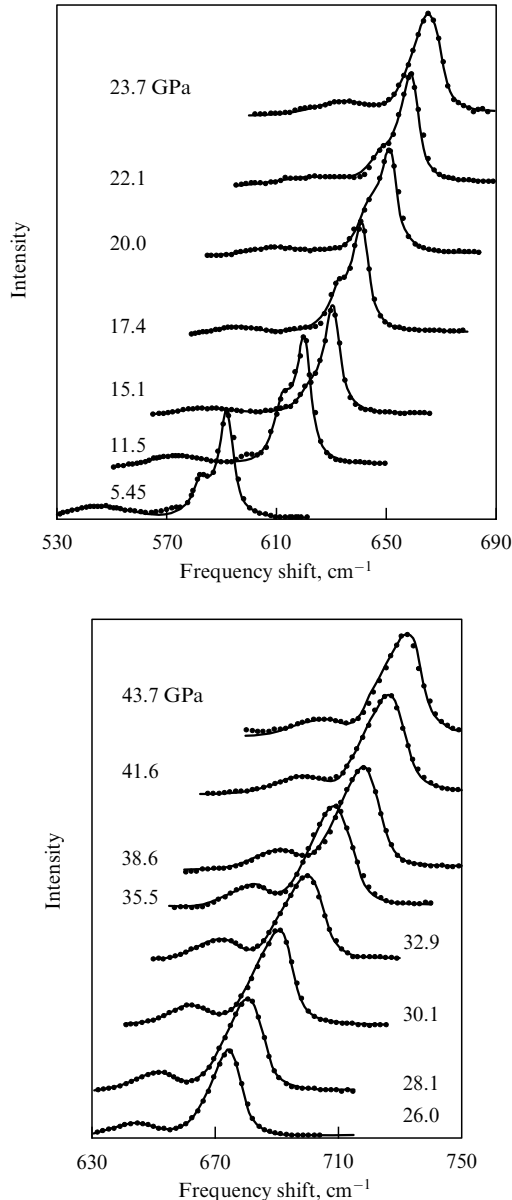 23.7 GPa
22.1
20.0
17.4
15.1
11.5
5.45
Intensity
530 570 610 650 690
Frequency shift, cm−1
43.7 GPa
41.6
38.6
35.5
32.9
30.1
28.1
26.0
Intensity
630 670 710 750
Frequency shift, cm−1